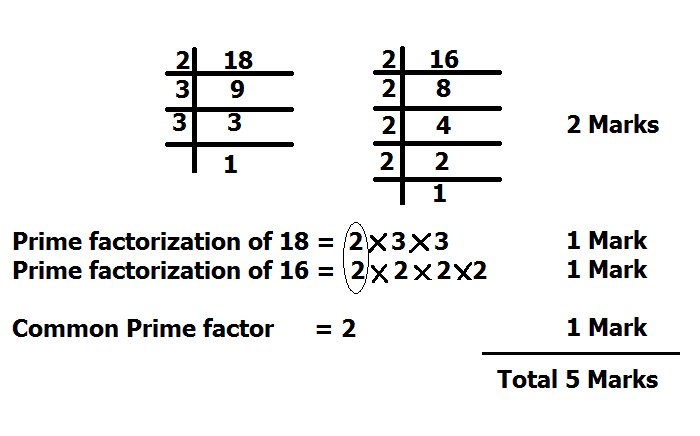 2 18 2 16
3 9 2 8
3 3 2 4 2 Marks
1 2 2
1
Prime factorization of 18 = 2 × 3 × 3 1 Mark
Prime factorization of 16 = 2 × 2 × 2 × 2 1 Mark
Common Prime factor = 2 1 Mark
Total 5 Marks